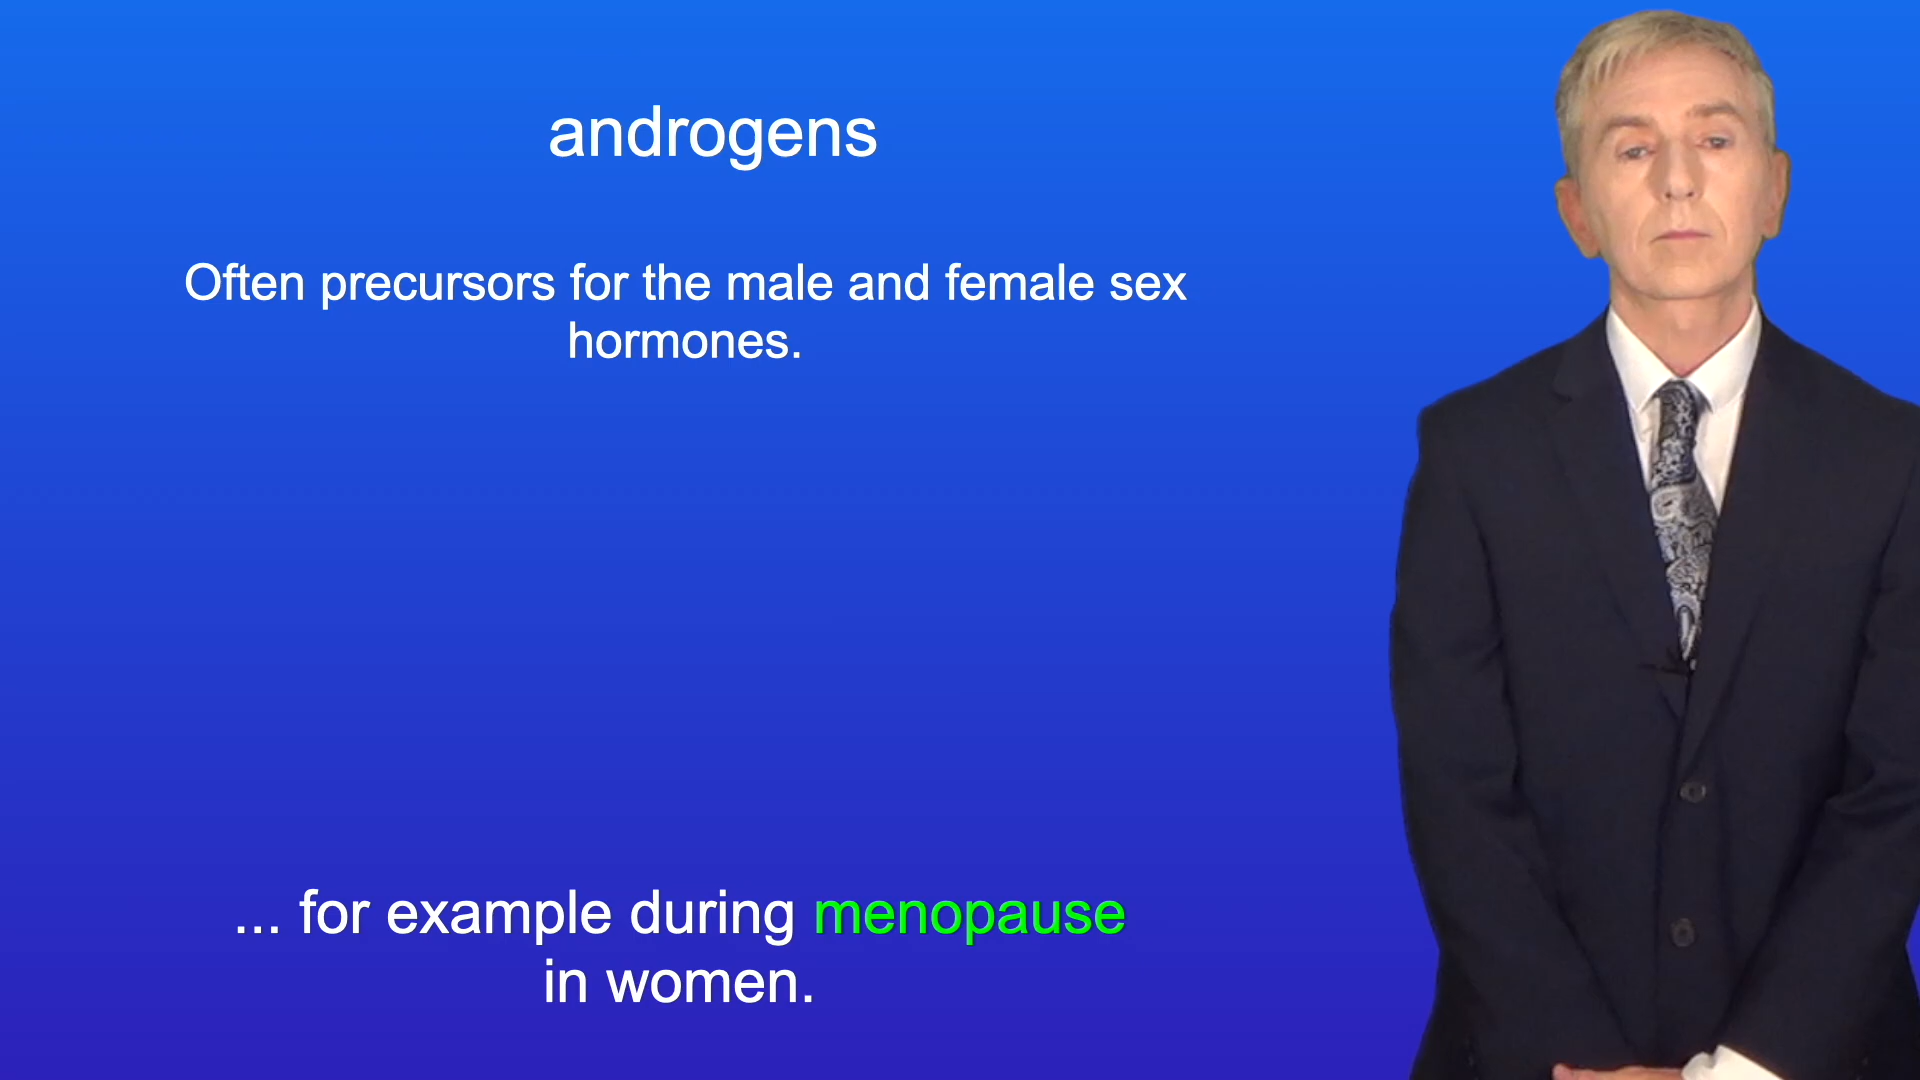 androgens
Often precursors for the male and female sex
hormones.
... for example during menopause
in women.